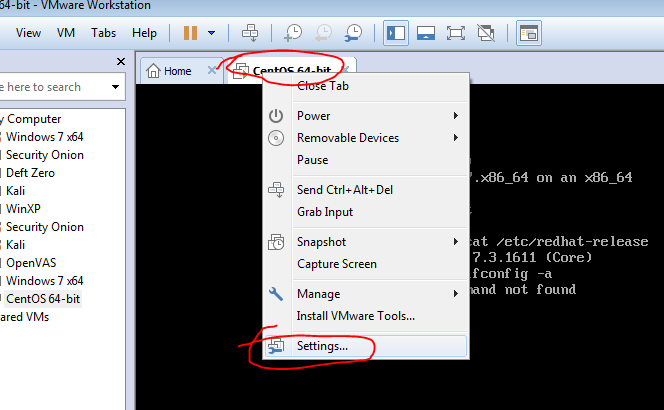 64-bit - VMware Workstation
View VM Tabs Help
Home CentOS 64-bit
here to search
y Computer
Windows 7 x64
Security Onion
Deft Zero
Kali
WinXP
Security Onion
Kali
OpenVAS
Windows 7 x64
CentOS 64-bit
ared VMs
Close Tab
Power
Removable Devices
Pause
Send Ctrl+Alt+Del
Grab Input
Snapshot
Capture Screen
Manage
Install VMware Tools...
Settings...
.x86_64 on an x86_64
cat /etc/redhat-release
7.3.1611 (Core)
fconfig -a
mand not found